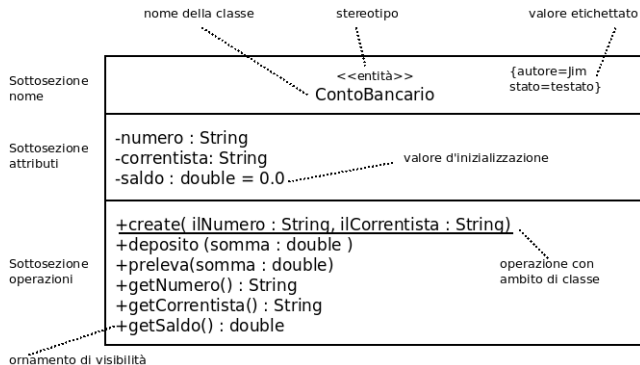 nome della classe
stereotipo
valore etichettato
Sottosezione
nome
<<entità>>
ContoBancario
{autore=Jim
stato=testato}
Sottosezione
attributi
-numero : String
-correntista: String
-saldo : double = 0.0
valore d'inizializzazione
Sottosezione
operazioni
+create( ilNumero : String, ilCorrentista : String)
+deposito (somma : double )
+preleva(somma : double)
+getNumero() : String
+getCorrentista() : String
+getSaldo() : double
operazione con
ambito di classe
ornamento di visibilità